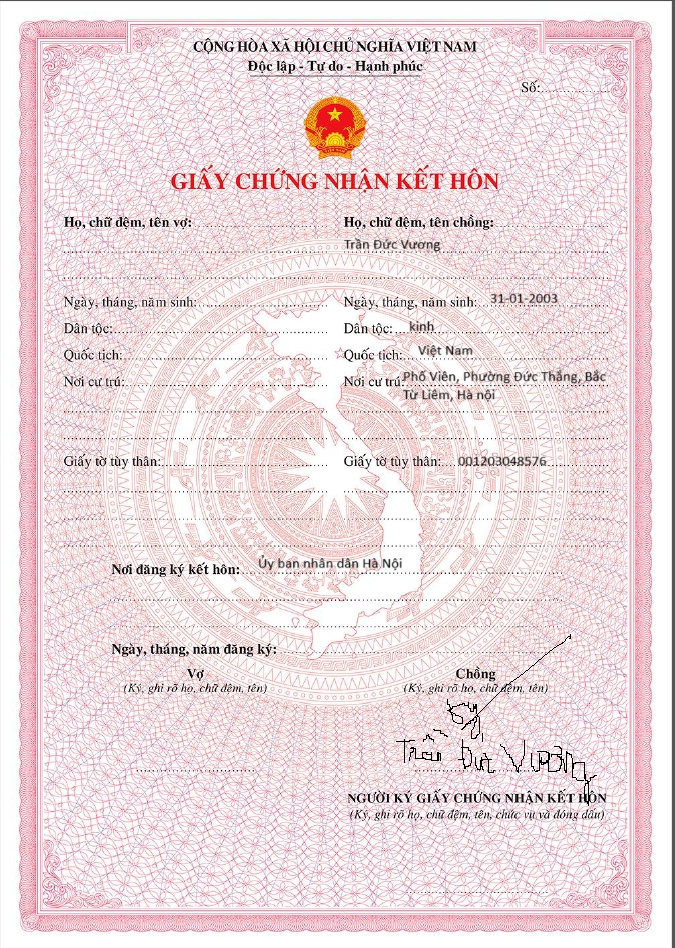 CỘNG HÒA XÃ HỘI CHỦ NGHĨA VIỆT NAM
Độc lập - Tự do - Hạnh phúc
Số:
GIẤY CHỨNG NHẬN KẾT HÔN
Họ, chữ đệm, tên vợ: Họ, chữ đệm, tên chồng:
Trần Đức Vương
Ngày, tháng, năm sinh: Ngày, tháng, năm sinh: 31-01-2003
Dân tộc: Dân tộc: kinh
Quốc tịch: Quốc tịch: Việt Nam
Nơi cư trú: Nơi cư trú: Phố Viên, Phường Đức Thắng, Bắc
Từ Liêm, Hà nội
Giấy tờ tùy thân: Giấy tờ tùy thân: 001203048576
Nơi đăng ký kết hôn: Ủy ban nhân dân Hà Nội
Ngày, tháng, năm đăng ký:
Vợ Chồng
(Ký, ghi rõ họ, chữ đệm, tên) (Ký, ghi rõ họ, chữ đệm, tên)
Trần Đức Vương
NGƯỜI KÝ GIẤY CHỨNG NHẬN KẾT HÔN
(Ký, ghi rõ họ, chữ đệm, tên, chức vụ và đóng dấu)